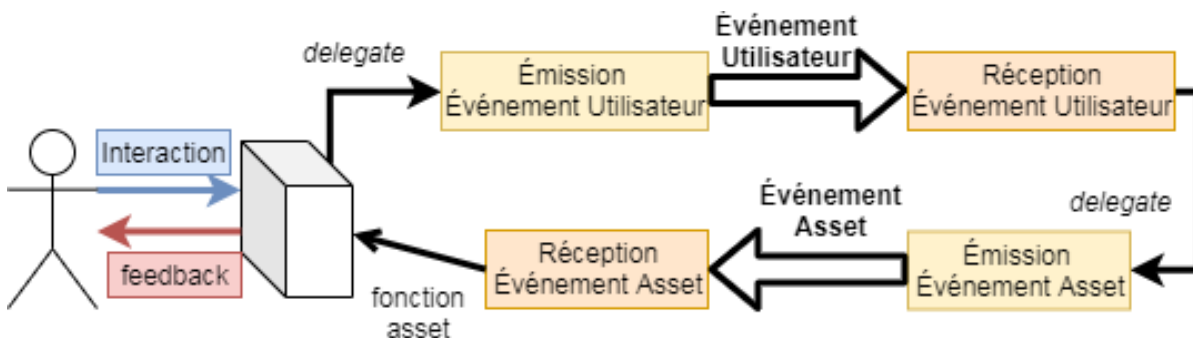 delegate
Émission
Événement Utilisateur
Événement
Utilisateur
Réception
Événement Utilisateur
Interaction
feedback
fonction
asset
Réception
Événement Asset
Événement
Asset
delegate
Émission
Événement Asset